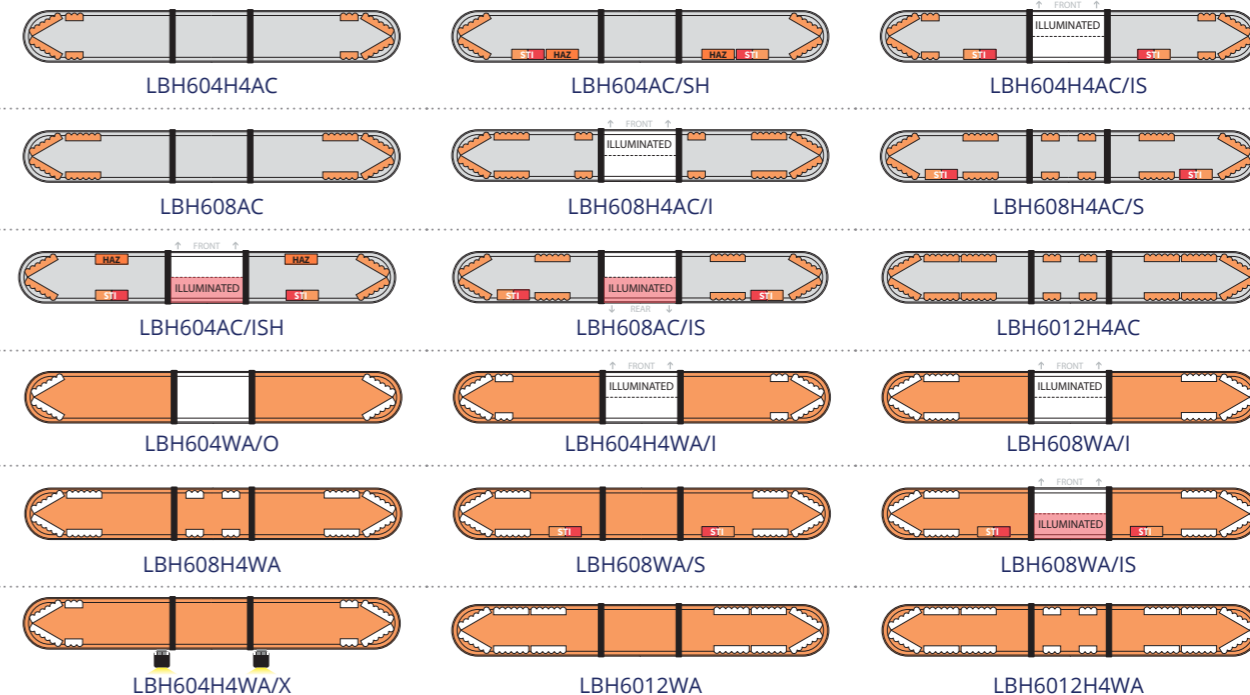 ↑ FRONT ↑
ILLUMINATED
STI HAZ HAZ STI STI STI
LBH604H4AC LBH604AC/SH LBH604H4AC/IS
↑ FRONT ↑
ILLUMINATED
STI STI
LBH608AC LBH608H4AC/I LBH608H4AC/S
↑ FRONT ↑
HAZ HAZ
STI ILLUMINATED STI STI ILLUMINATED STI
↓ REAR ↓
LBH604AC/ISH LBH608AC/IS LBH6012H4AC
↑ FRONT ↑ ↑ FRONT ↑
ILLUMINATED ILLUMINATED
LBH604WA/O LBH604H4WA/I LBH608WA/I
↑ FRONT ↑
STI STI STI ILLUMINATED STI
LBH608H4WA LBH608WA/S LBH608WA/IS
LBH604H4WA/X LBH6012WA LBH6012H4WA